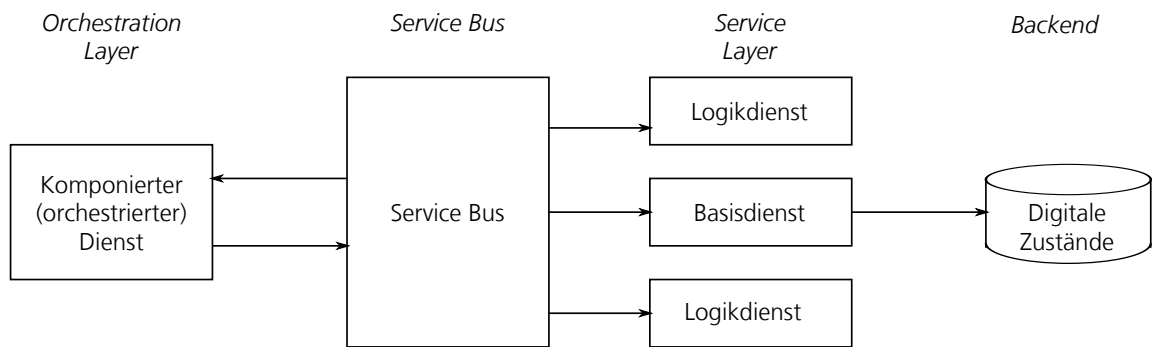 Orchestration
Layer
Service Bus
Service
Layer
Backend
Komponierter
(orchestrierter)
Dienst
Service Bus
Logikdienst
Basisdienst
Logikdienst
Digitale
Zustände